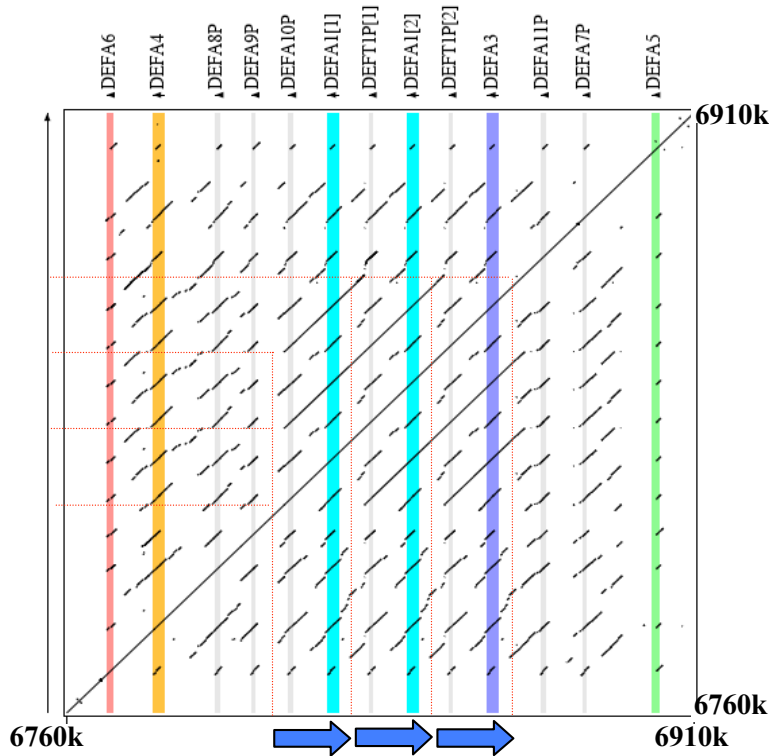 DEFA6
DEFA4
DEFA8P
DEFA9P
DEFA10P
DEFA1[1]
DEFT1P[1]
DEFA1[2]
DEFT1P[2]
DEFA3
DEFA11P
DEFA7P
DEFA5
6910k
6760k
6760k
6910k